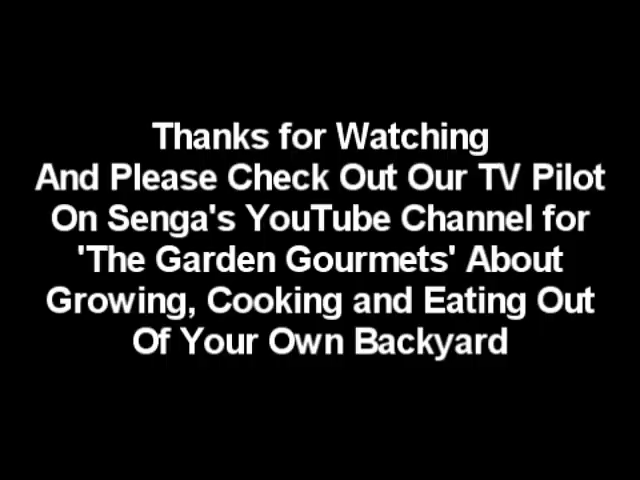 Thanks for Watching
And Please Check Out Our TV Pilot
On Senga's YouTube Channel for
'The Garden Gourmets' About
Growing, Cooking and Eating Out
Of Your Own Backyard